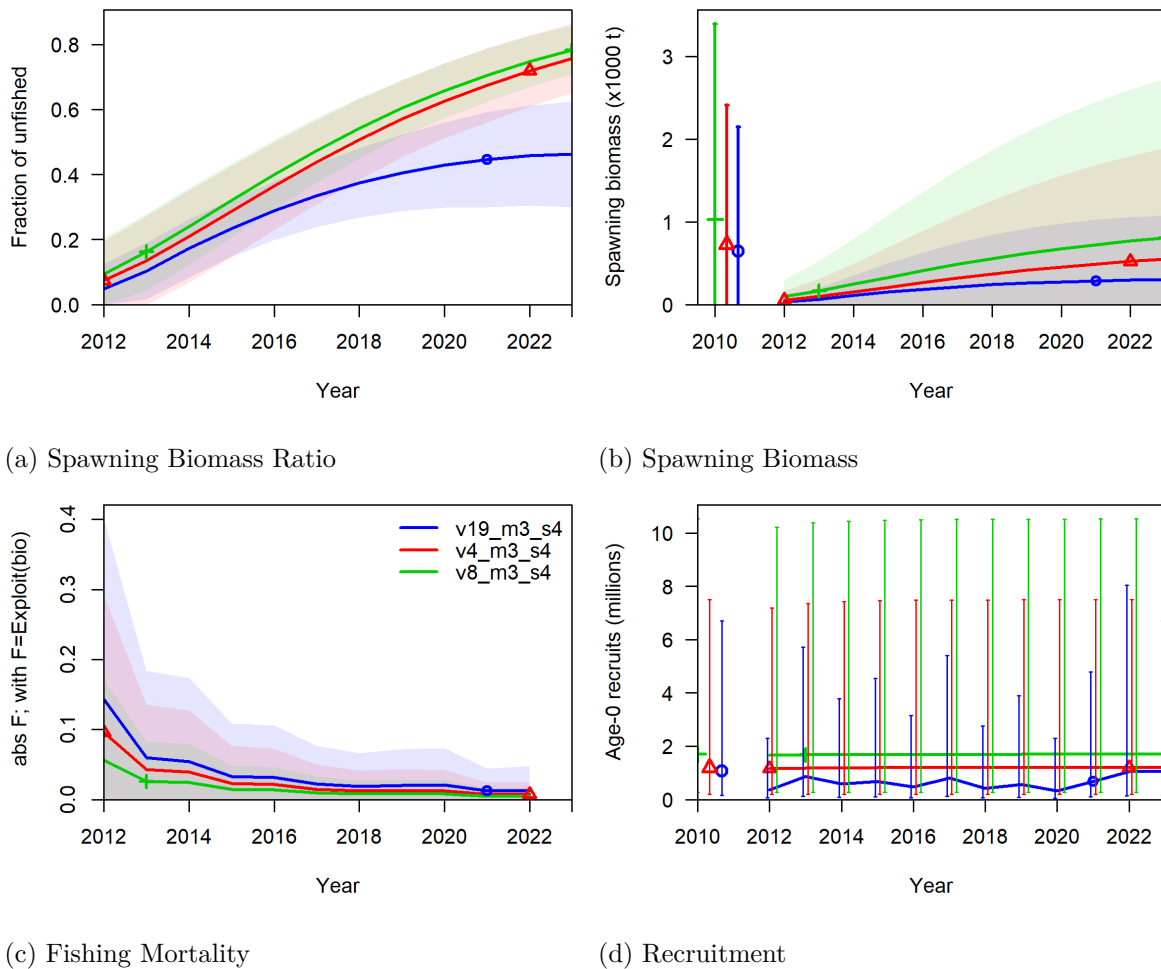 Fraction of unfished
0.8
0.6
0.4
0.2
0.0
2012 2014 2016 2018 2020 2022
Year
(a) Spawning Biomass Ratio
Spawning biomass (x1000 t)
3
2
1
0
2010 2012 2014 2016 2018 2020 2022
Year
(b) Spawning Biomass
abs F; with F=Exploit(bio)
0.4
0.3
0.2
0.1
0.0
v19_m3_s4
v4_m3_s4
v8_m3_s4
2012 2014 2016 2018 2020 2022
Year
(c) Fishing Mortality
Age-0 recruits (millions)
10
8
6
4
2
0
2010 2012 2014 2016 2018 2020 2022
Year
(d) Recruitment